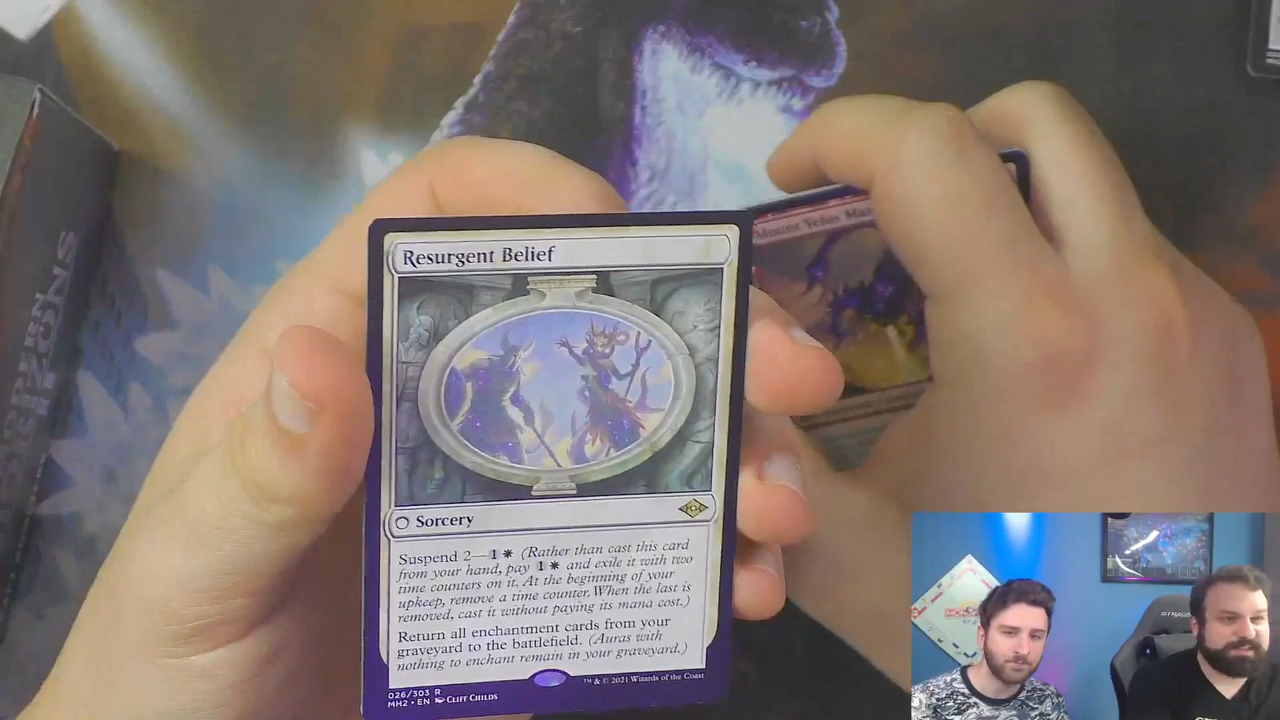 Resurgent Belief
Mount Velus Man
Sorcery
Suspend 2—1 (Rather than cast this card
from your hand, pay 1 and exile it with two
time counters on it. At the beginning of your
upkeep, remove a time counter. When the last is
removed, cast it without paying its mana cost.)
Return all enchantment cards from your
graveyard to the battlefield. (Auras with
nothing to enchant remain in your graveyard.)
026/303 R
MH2 • EN CLIFF CHILDS
™ & © 2021 Wizards of the Coast